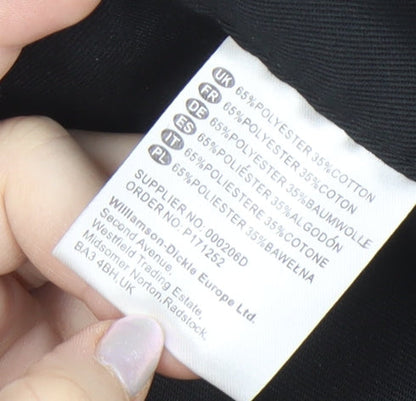 UK 65%POLYESTER 35%COTTON
FR 65%POLYESTER 35%COTON
DE 65%POLYESTER 35%BAUMWOLLE
ES 65%POLIÉSTER 35%ALGODÓN
IT 65%POLIESTERE 35%COTONE
PL 65%POLIESTER 35%BAWEŁNA
SUPPLIER NO: 000206D
ORDER NO: P171252
Williamson-Dickie Europe Ltd.
Second Avenue,
Westfield Trading Estate,
Midsomer Norton,Radstock,
BA3 4BH,UK